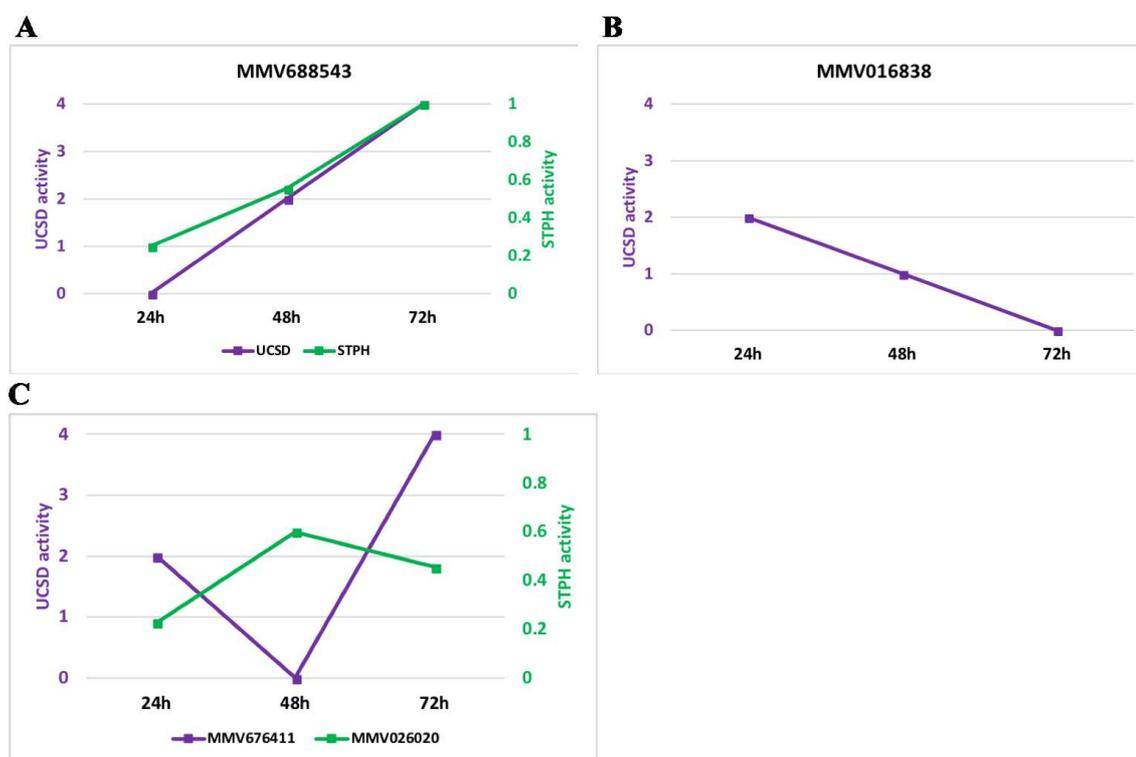 A
MMV688543
UCSD activity
4
3
2
1
0
1
0.8
0.6
0.4
0.2
0
STPH activity
24h 48h 72h
UCSD STPH
B
MMV016838
UCSD activity
4
3
2
1
0
24h 48h 72h
C
UCSD activity
4
3
2
1
0
1
0.8
0.6
0.4
0.2
0
STPH activity
24h 48h 72h
MMV676411 MMV026020